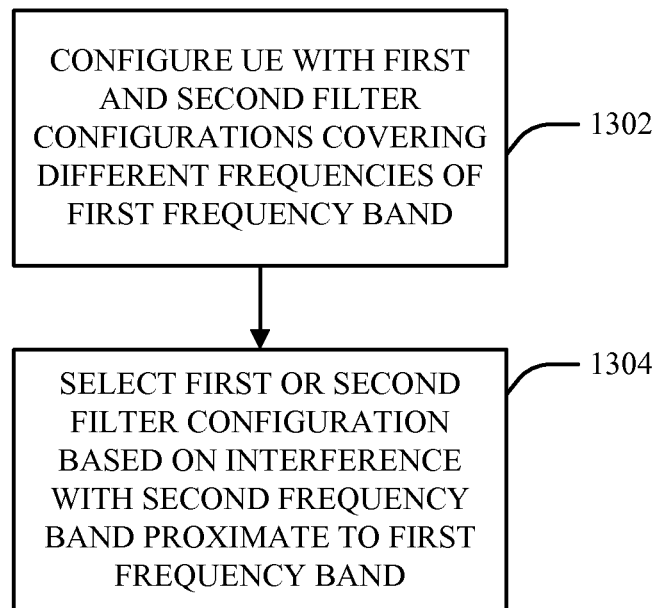 CONFIGURE UE WITH FIRST
AND SECOND FILTER
CONFIGURATIONS COVERING
DIFFERENT FREQUENCIES OF
FIRST FREQUENCY BAND
1302
SELECT FIRST OR SECOND
FILTER CONFIGURATION
BASED ON INTERFERENCE
WITH SECOND FREQUENCY
BAND PROXIMATE TO FIRST
FREQUENCY BAND
1304